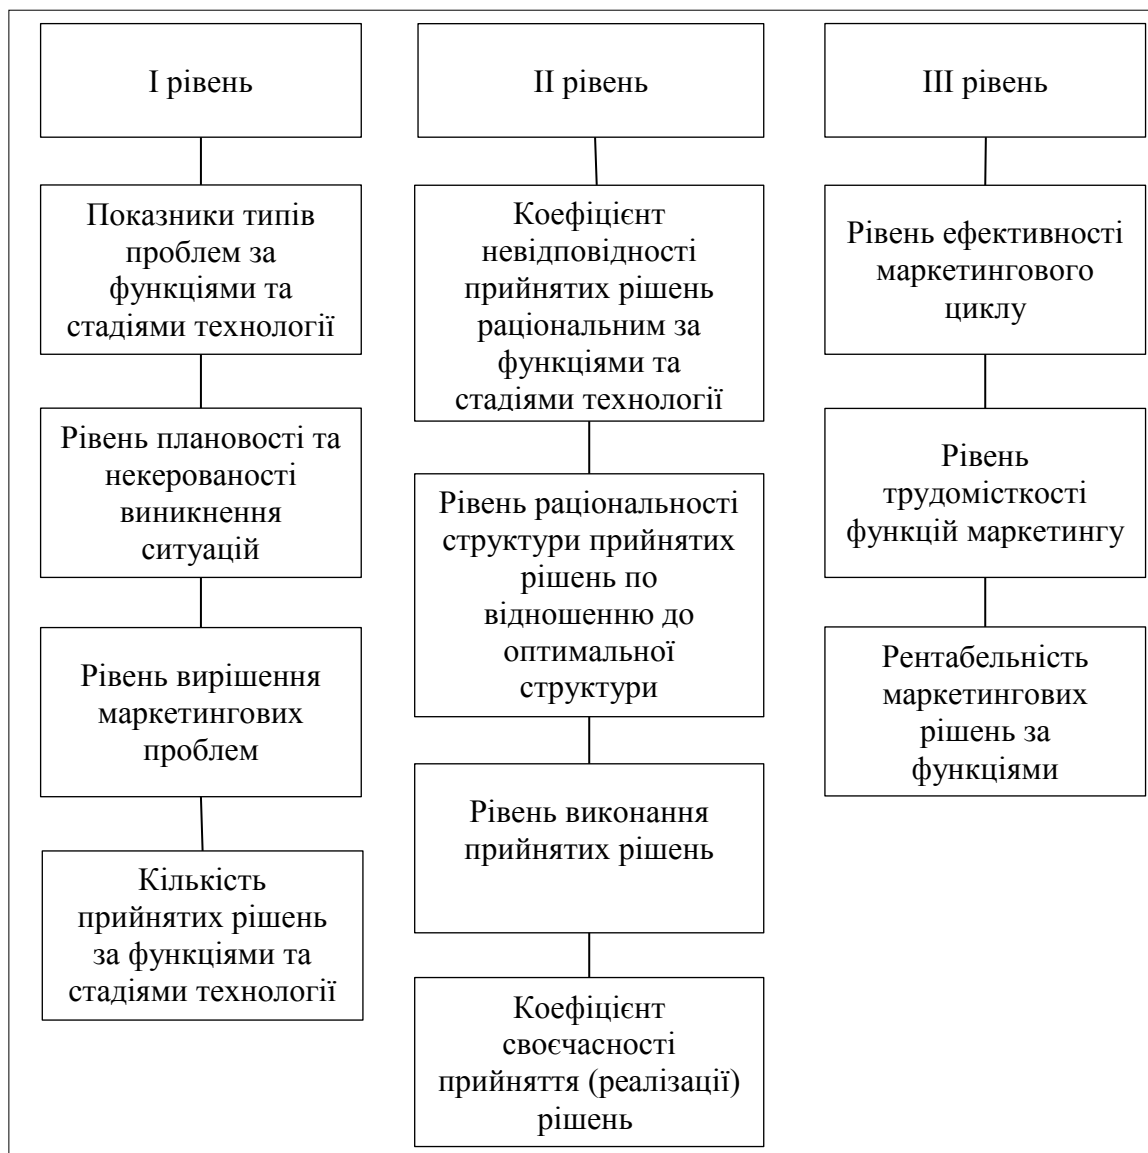 І рівень
Показники типів
проблем за
функціями та
стадіями технології
Рівень плановості та
некерованості
виникнення
ситуацій
Рівень вирішення
маркетингових
проблем
Кількість
прийнятих рішень
за функціями та
стадіями технології
ІІ рівень
Коефіцієнт
невідповідності
прийнятих рішень
раціональним за
функціями та
стадіями технології
Рівень раціональності
структури прийнятих
рішень по
відношенню до
оптимальної
структури
Рівень виконання
прийнятих рішень
Коефіцієнт
своєчасності
прийняття (реалізації)
рішень
ІІІ рівень
Рівень ефективності
маркетингового
циклу
Рівень
трудомісткості
функцій маркетингу
Рентабельність
маркетингових
рішень за
функціями